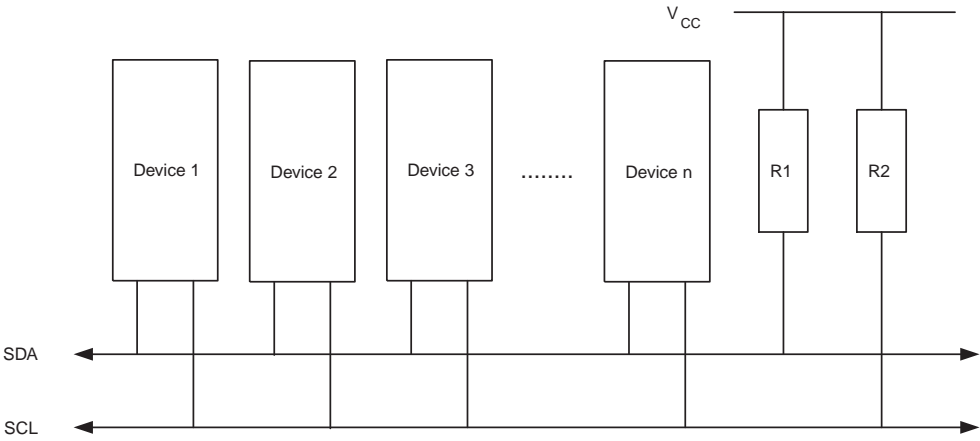 VCC
Device 1
Device 2
Device 3
........
Device n
R1
R2
SDA
SCL